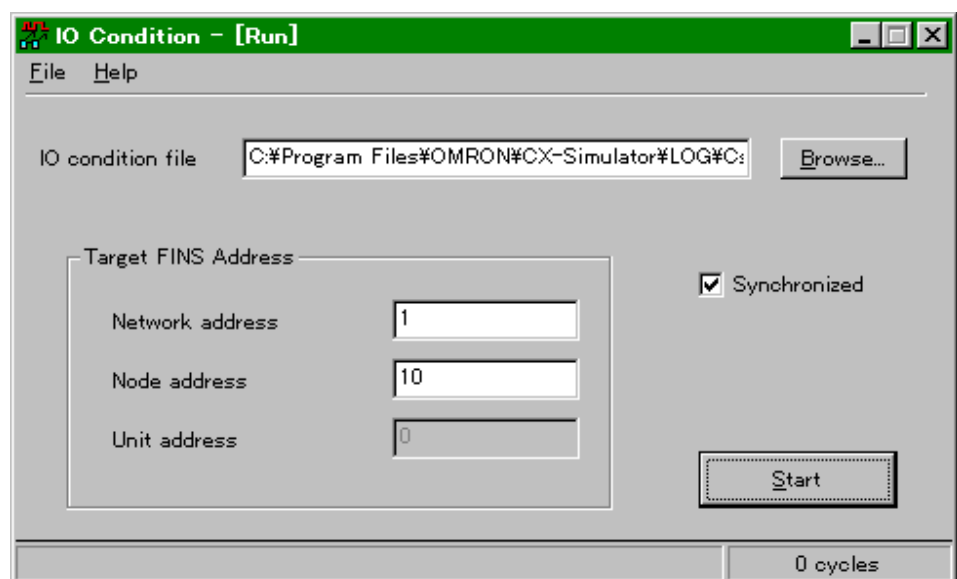 IO Condition - [Run]
File Help
IO condition file C:¥Program Files¥OMRON¥CX-Simulator¥LOG¥Cs Browse...
Target FINS Address
Synchronized
Network address 1
Node address 10
Unit address 0
Start
0 cycles